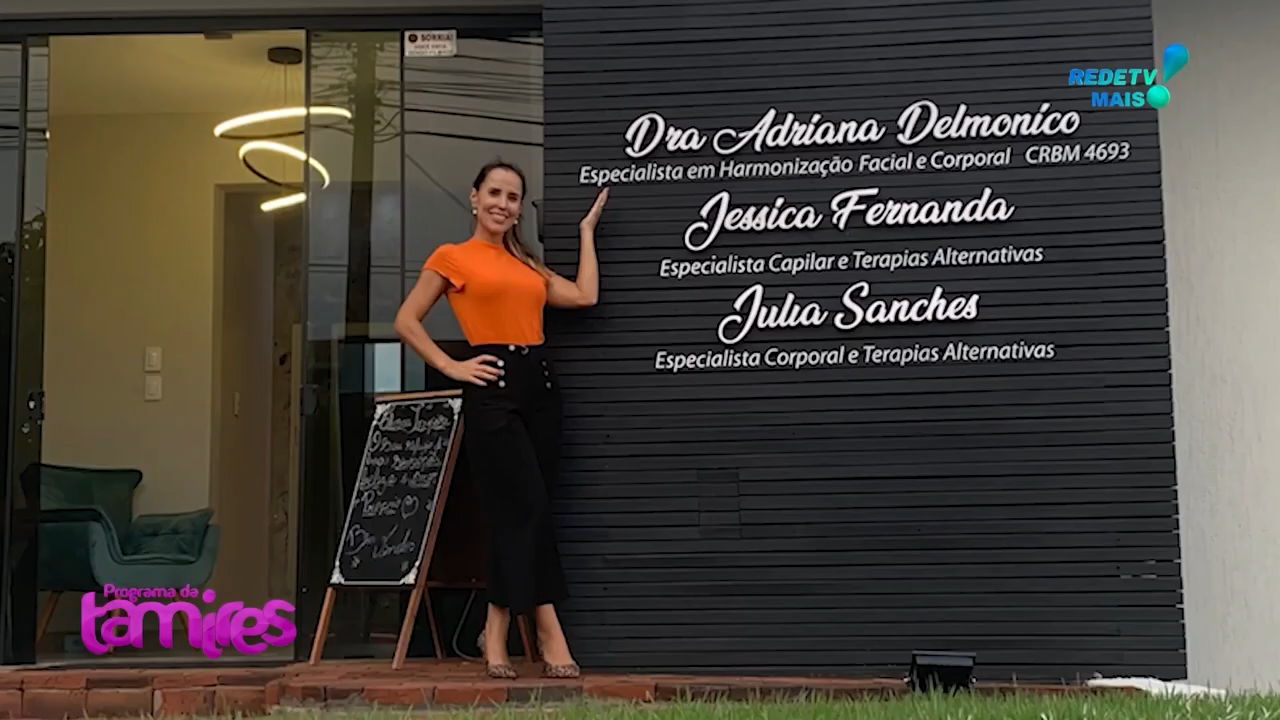 SORRIA
REDETV
MAIS
Dra Adriana Delmonico
Especialista em Harmonização Facial e Corporal CRBM 4693
Jessica Fernanda
Especialista Capilar e Terapias Alternativas
Julia Sanches
Especialista Corporal e Terapias Alternativas
Programa da
tamires